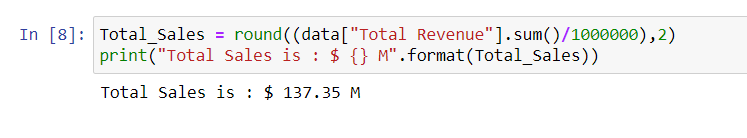 In [8]: Total_Sales = round((data["Total Revenue"].sum()/1000000),2)
print("Total Sales is : $ {} M".format(Total_Sales))
Total Sales is : $ 137.35 M